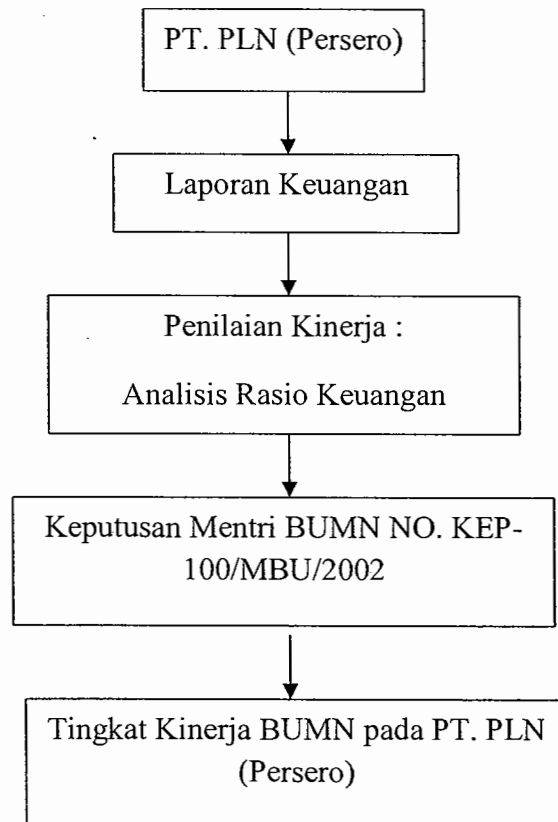 PT. PLN (Persero)
Laporan Keuangan
Penilaian Kinerja :
Analisis Rasio Keuangan
Keputusan Mentri BUMN NO. KEP-
100/MBU/2002
Tingkat Kinerja BUMN pada PT. PLN
(Persero)